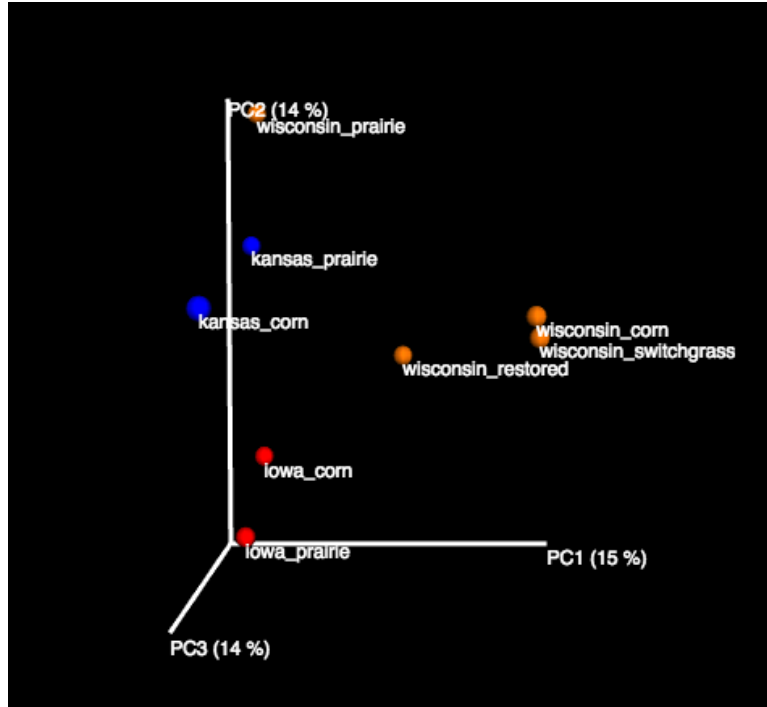 PC2 (14 %)
wisconsin_prairie
kansas_prairie
kansas_corn
wisconsin_corn
wisconsin_switchgrass
wisconsin_restored
iowa_corn
iowa_prairie
PC1 (15 %)
PC3 (14 %)